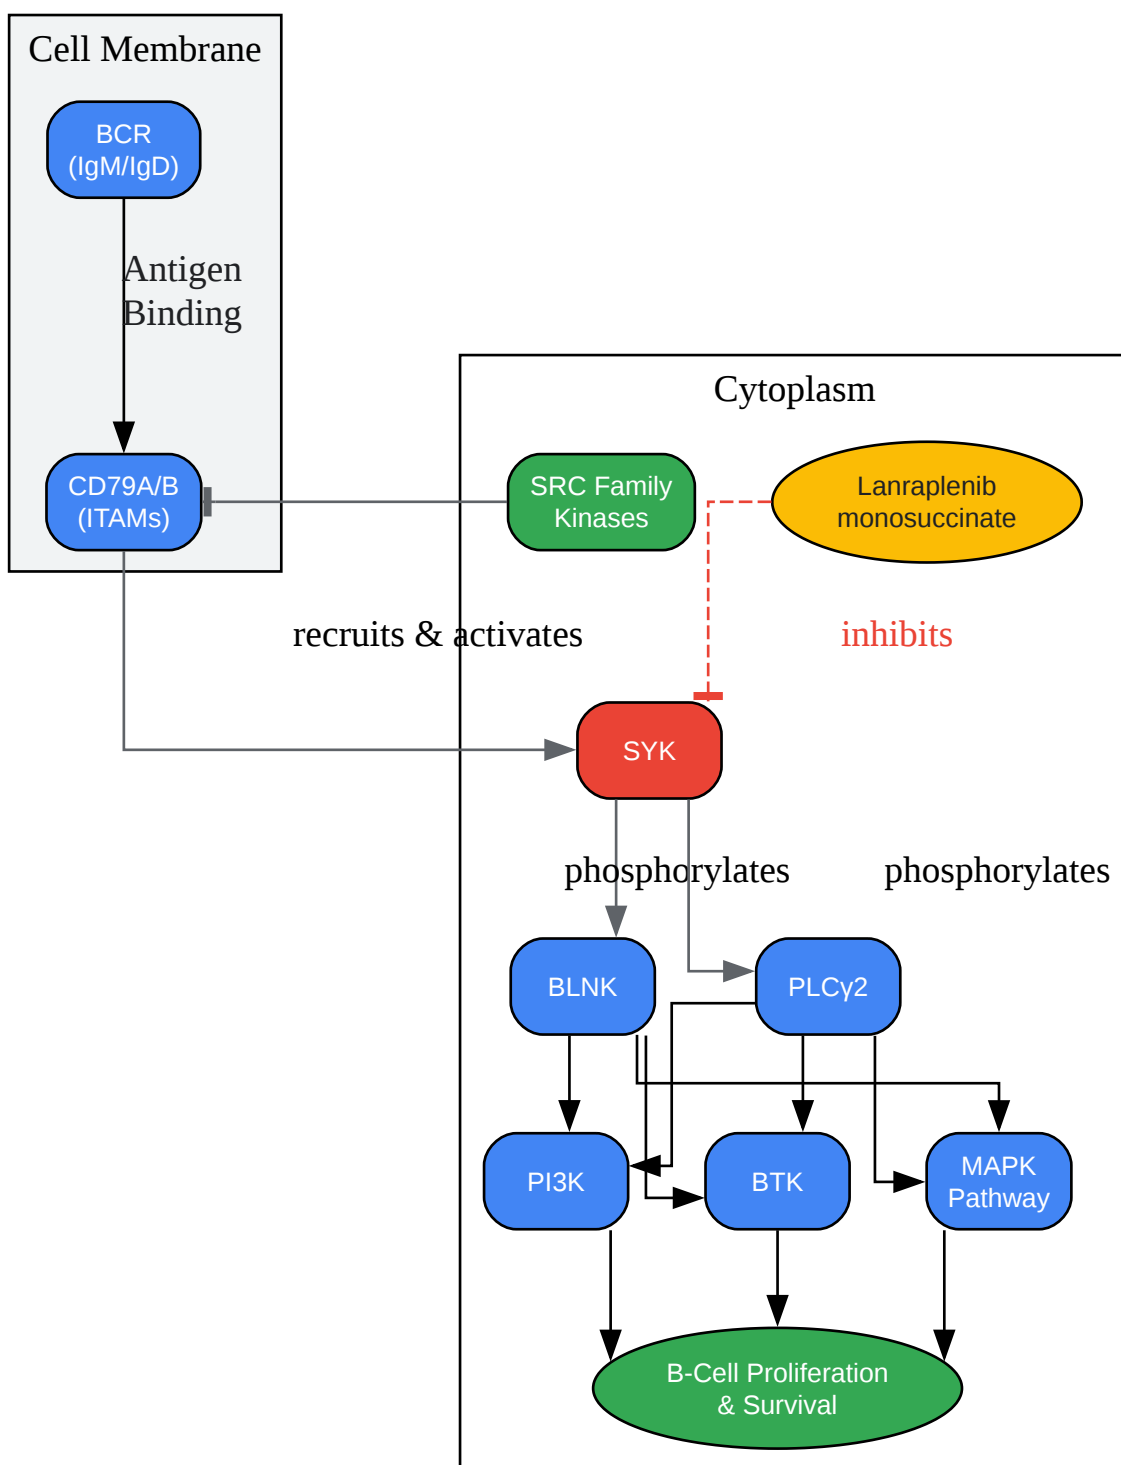 Cell Membrane
BCR
(IgM/IgD)
Antigen
Binding
Cytoplasm
CD79A/B
(ITAMs)
SRC Family
Kinases
Lanraplenib
monosuccinate
recruits & activates
inhibits
SYK
phosphorylates
phosphorylates
BLNK
PLCγ2
PI3K
BTK
MAPK
Pathway
B-Cell Proliferation
& Survival